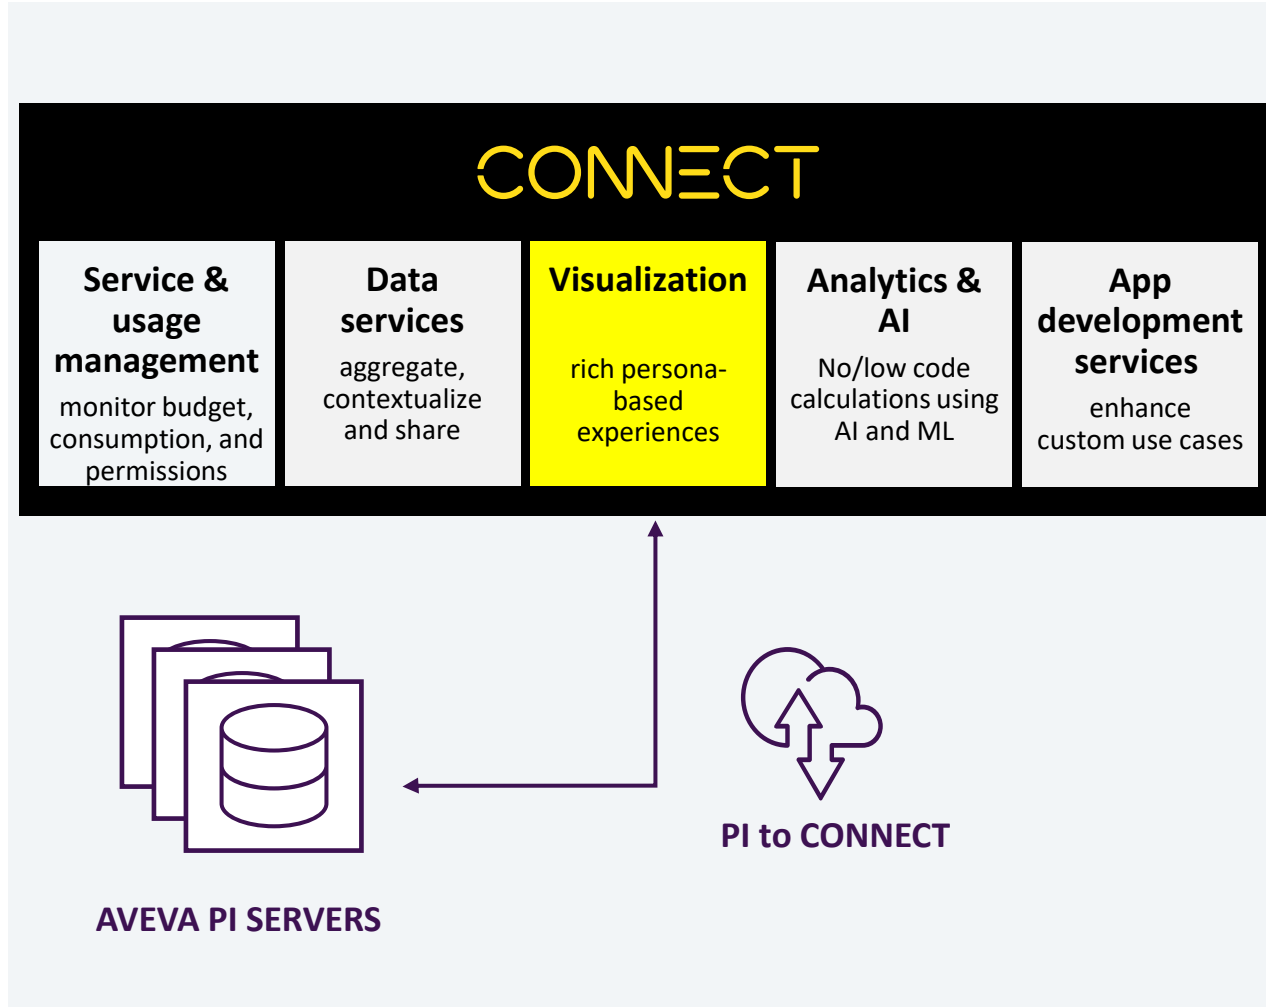 CONNECT
Service &
usage
management
monitor budget,
consumption, and
permissions
Data
services
aggregate,
contextualize
and share
Visualization
rich persona-
based
experiences
Analytics &
AI
No/low code
calculations using
AI and ML
App
development
services
enhance
custom use cases
PI to CONNECT
AVEVA PI SERVERS